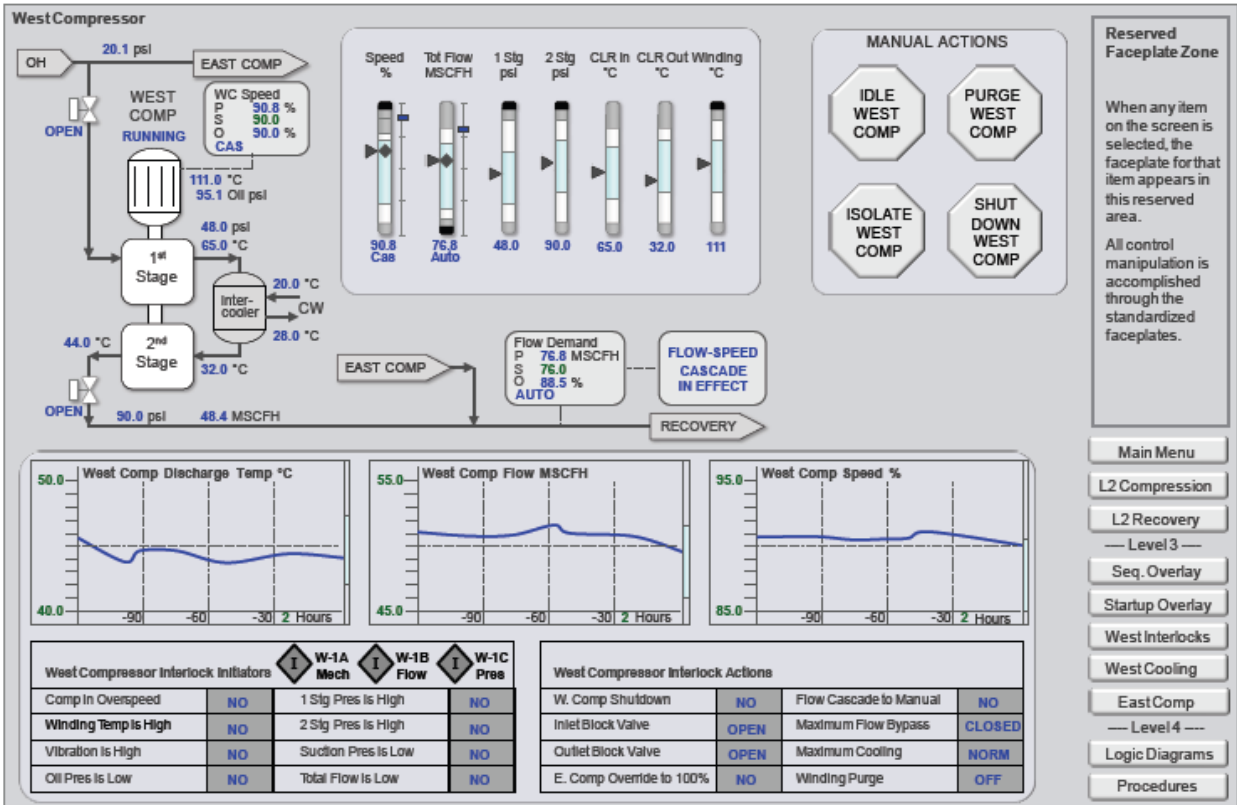 West Compressor
OH
20.1 psi
EAST COMP
WEST
COMP
RUNNING
OPEN
WC Speed
P 90.8 %
S 90.0
O 90.0 %
CAS
111.0 °C
95.1 Oil psi
48.0 psi
65.0 °C
1st
Stage
Inter-
cooler
20.0 °C
CW
28.0 °C
2nd
Stage
44.0 °C
32.0 °C
OPEN
90.0 psi 48.4 MSCFH
EAST COMP
Flow Demand
P 76.8 MSCFH
S 76.0
O 88.5 %
AUTO
FLOW-SPEED
CASCADE
IN EFFECT
RECOVERY
Speed Tot Flow 1 Stg 2 Stg CLR In CLR Out Winding
% MSCFH psi psi °C °C °C
90.8 76.8 48.0 90.0 65.0 32.0 111
Cas Auto
MANUAL ACTIONS
IDLE
WEST
COMP
PURGE
WEST
COMP
ISOLATE
WEST
COMP
SHUT
DOWN
WEST
COMP
Reserved
Faceplate Zone
When any item
on the screen is
selected, the
faceplate for that
item appears in
this reserved
area.
All control
manipulation is
accomplished
through the
standardized
faceplates.
West Comp Discharge Temp °C
50.0
40.0
-90 -60 -30 2 Hours
West Comp Flow MSCFH
55.0
45.0
-90 -60 -30 2 Hours
West Comp Speed %
95.0
85.0
-90 -60 -30 2 Hours
West Compressor Interlock Initiators I W-1A Mech I W-1B Flow I W-1C Pres
Comp In Overspeed NO 1 Stg Pres Is High NO
Winding Temp Is High NO 2 Stg Pres Is High NO
Vibration Is High NO Suction Pres Is Low NO
Oil Pres Is Low NO Total Flow Is Low NO
West Compressor Interlock Actions
W. Comp Shutdown NO Flow Cascade to Manual NO
Inlet Block Valve OPEN Maximum Flow Bypass CLOSED
Outlet Block Valve OPEN Maximum Cooling NORM
E. Comp Override to 100% NO Winding Purge OFF
Main Menu
L2 Compression
L2 Recovery
---- Level 3 ----
Seq. Overlay
Startup Overlay
West Interlocks
West Cooling
East Comp
---- Level 4 ----
Logic Diagrams
Procedures